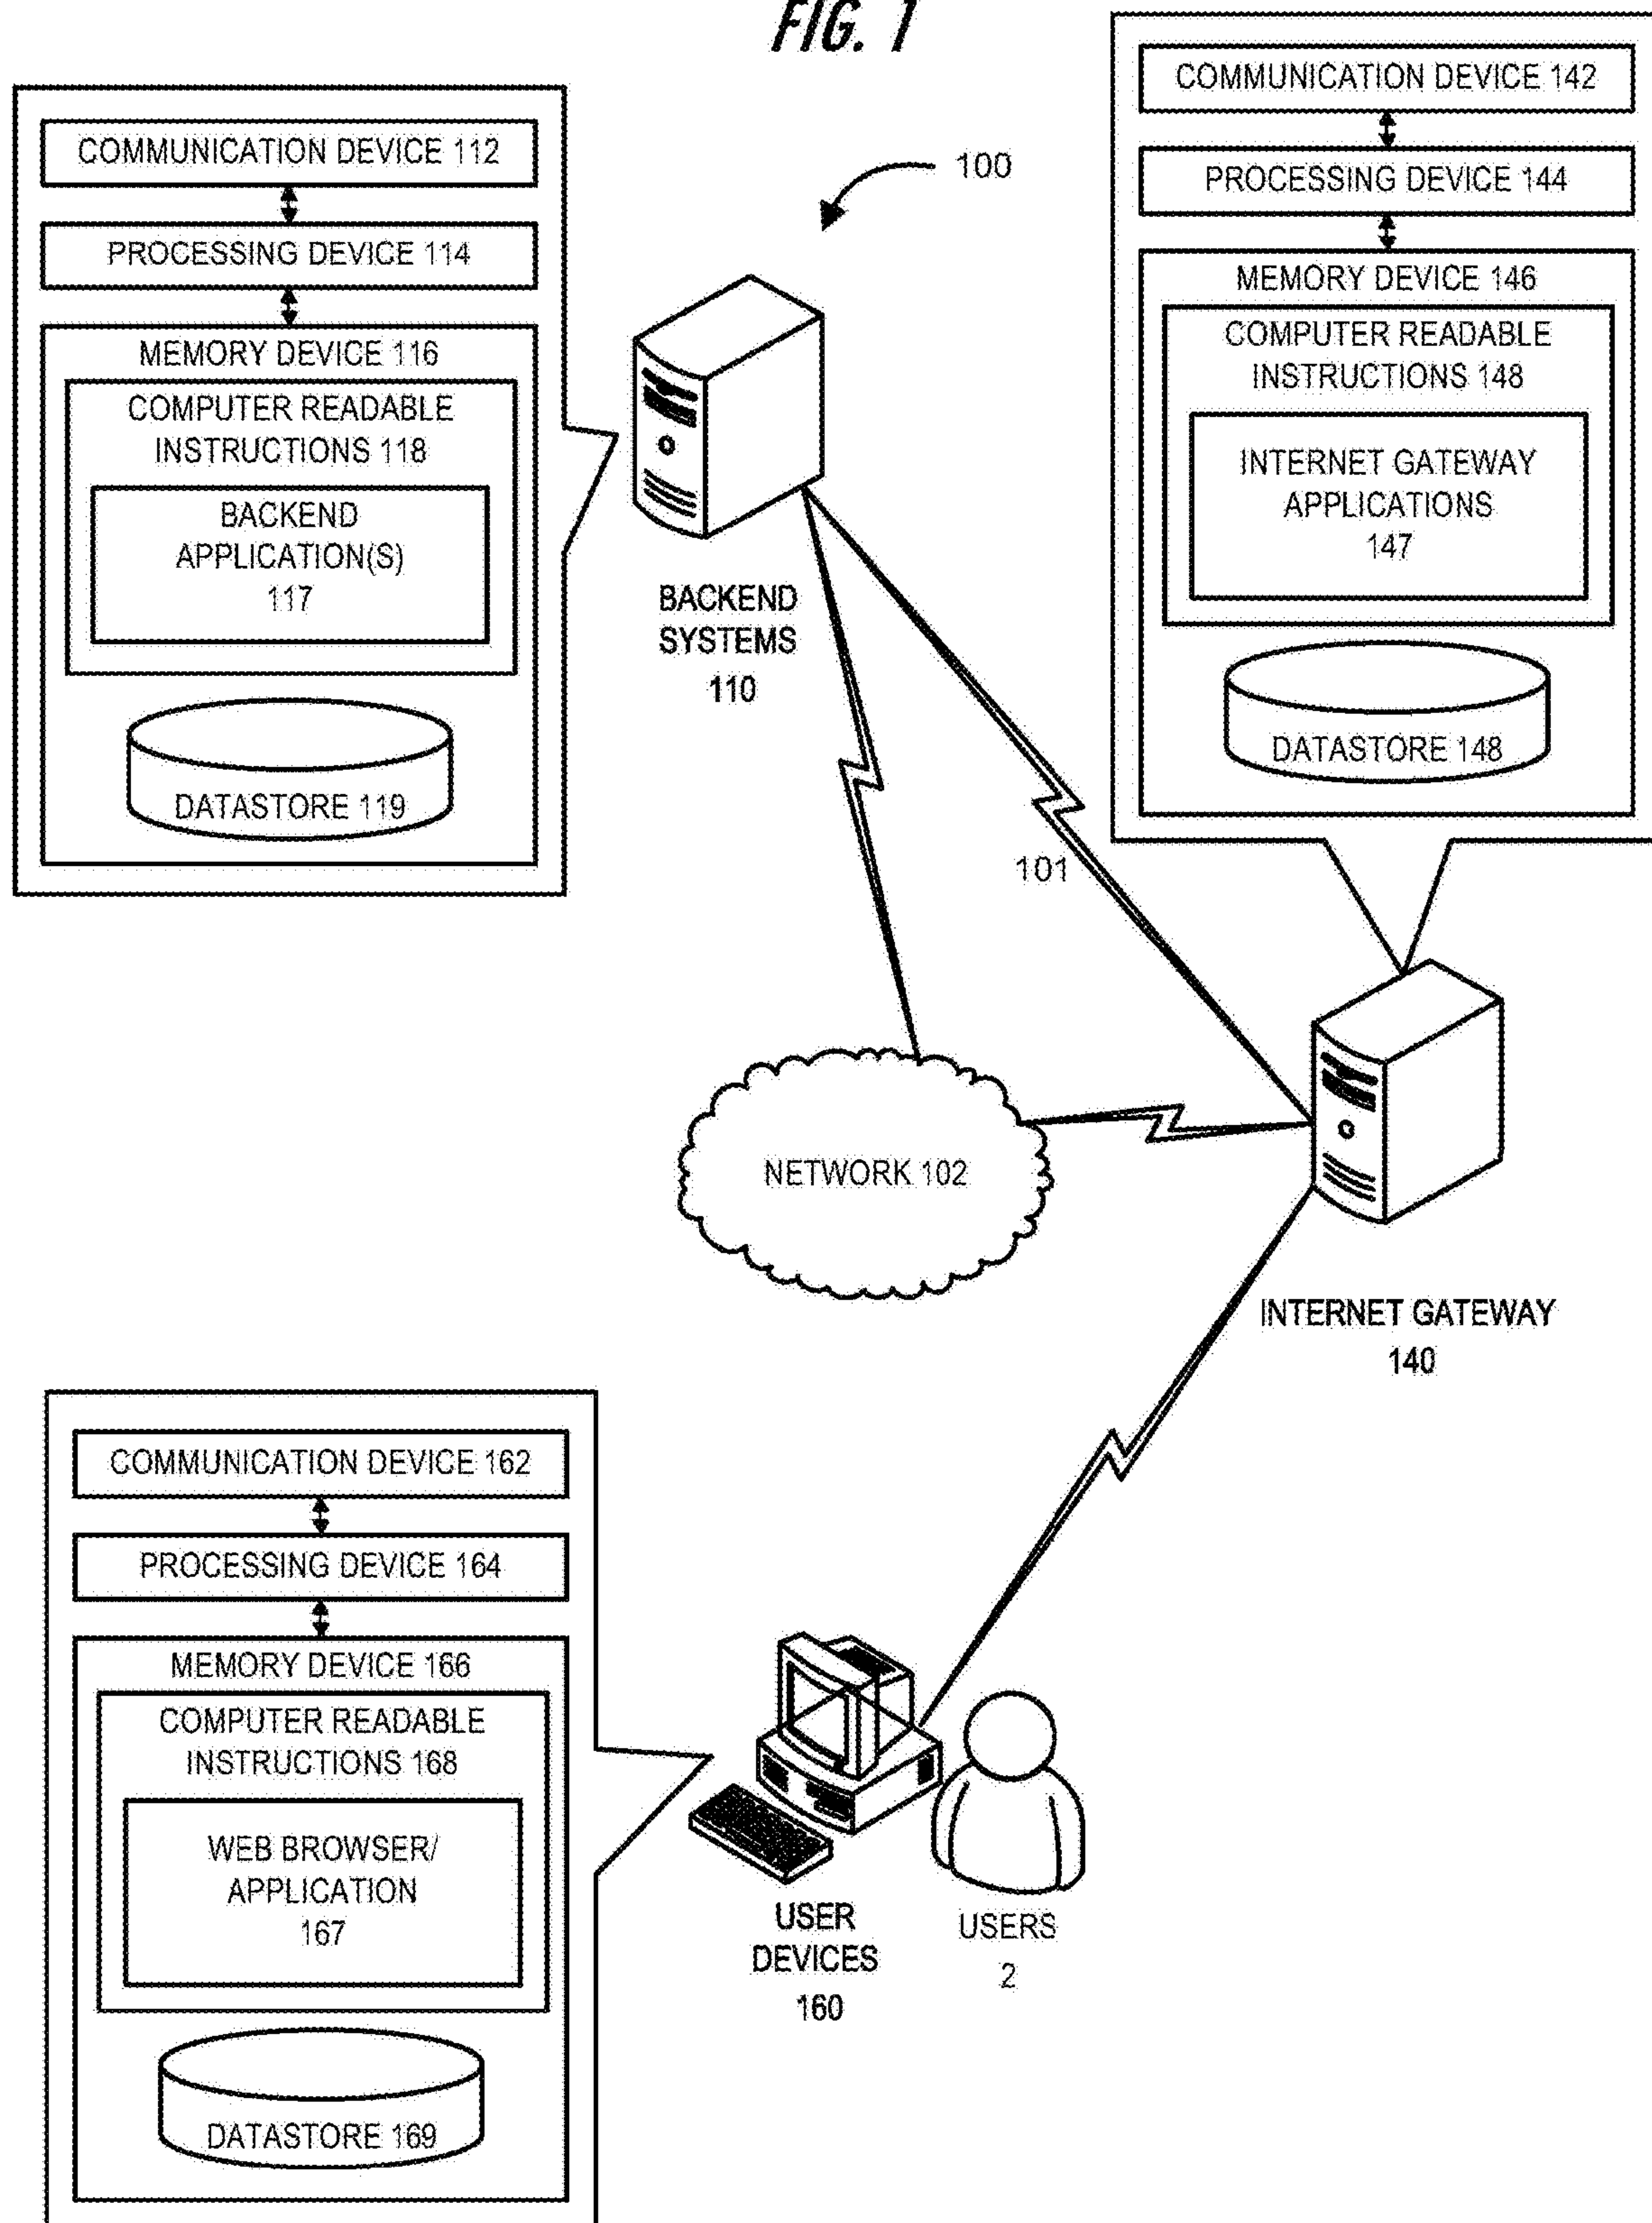 FIG. 1
COMMUNICATION DEVICE 112
PROCESSING DEVICE 114
MEMORY DEVICE 116
COMPUTER READABLE
INSTRUCTIONS 118
BACKEND
APPLICATION(S)
117
DATASTORE 119
100
BACKEND
SYSTEMS
110
COMMUNICATION DEVICE 142
PROCESSING DEVICE 144
MEMORY DEVICE 146
COMPUTER READABLE
INSTRUCTIONS 148
INTERNET GATEWAY
APPLICATIONS
147
DATASTORE 148
101
NETWORK 102
INTERNET GATEWAY
140
COMMUNICATION DEVICE 162
PROCESSING DEVICE 164
MEMORY DEVICE 166
COMPUTER READABLE
INSTRUCTIONS 168
WEB BROWSER/
APPLICATION
167
DATASTORE 169
USER
DEVICES
160
USERS
2